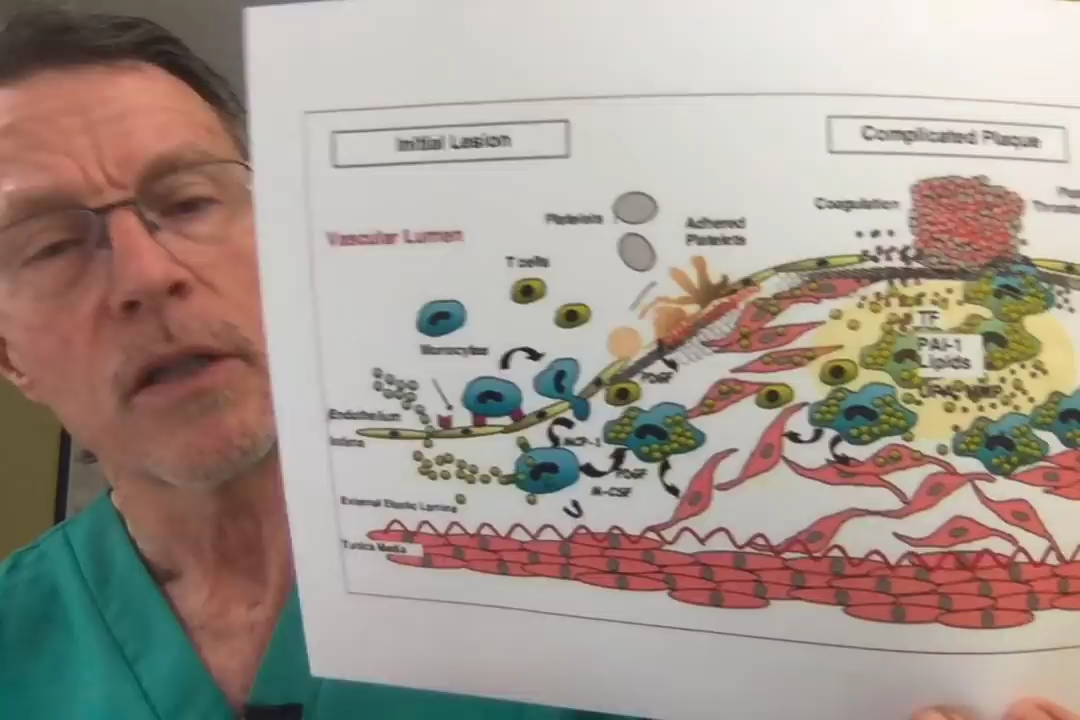 Initial Lesion
Complicated Plaque
Vascular Lumen
Platelets
Adhered
Platelets
Coagulation
T cells
Monocytes
TF
PAI-1
Lipids
PDGF
Endothelium
Intima
MCP-1
PDGF
M-CSF
External Elastic Lamina
Tunica Media